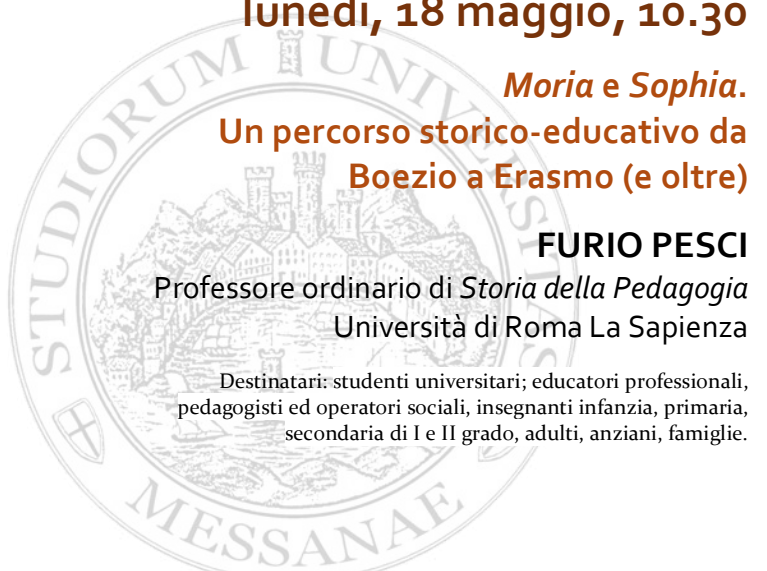 lunedì, 18 maggio, 10.30
Moria e Sophia.
Un percorso storico-educativo da
Boezio a Erasmo (e oltre)
FURIO PESCI
Professore ordinario di Storia della Pedagogia
Università di Roma La Sapienza
Destinatari: studenti universitari; educatori professionali,
pedagogisti ed operatori sociali, insegnanti infanzia, primaria,
secondaria di I e II grado, adulti, anziani, famiglie.
STUDIORUM UNIVERSITAS
MESSANAE